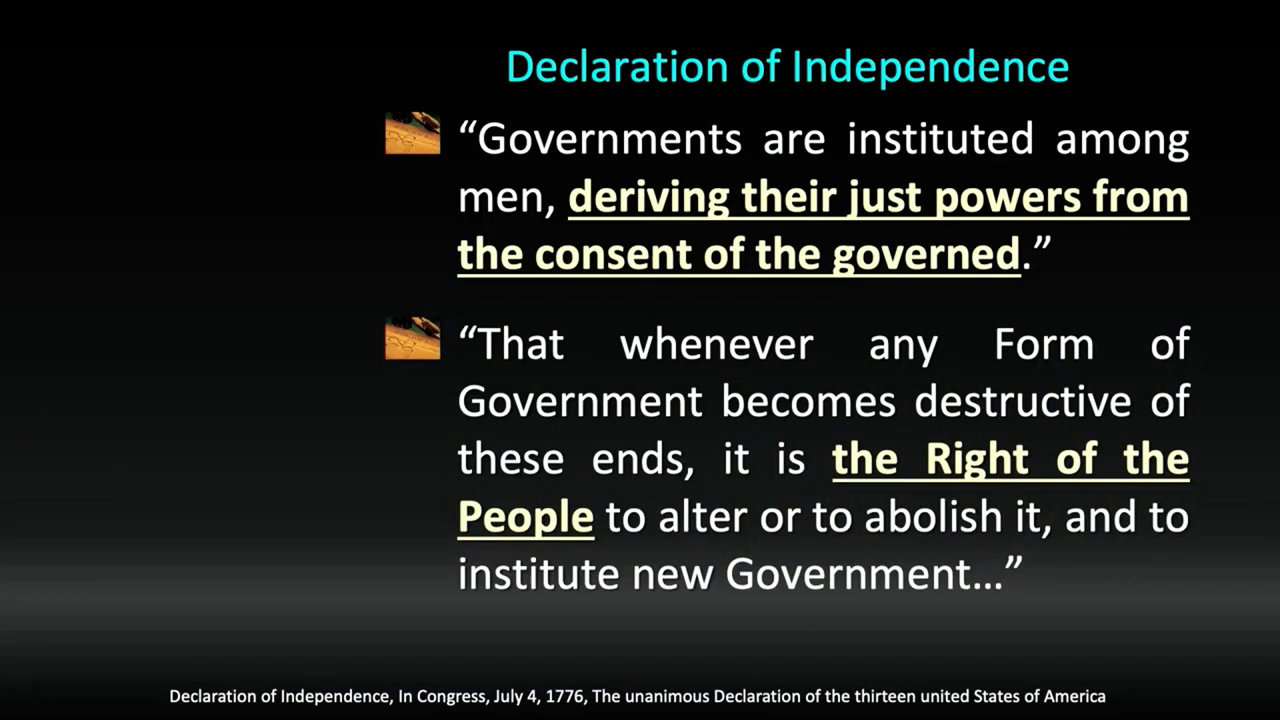 Declaration of Independence
“Governments are instituted among
men, deriving their just powers from
the consent of the governed.”
“That whenever any Form of
Government becomes destructive of
these ends, it is the Right of the
People to alter or to abolish it, and to
institute new Government…”
Declaration of Independence, In Congress, July 4, 1776, The unanimous Declaration of the thirteen united States of America